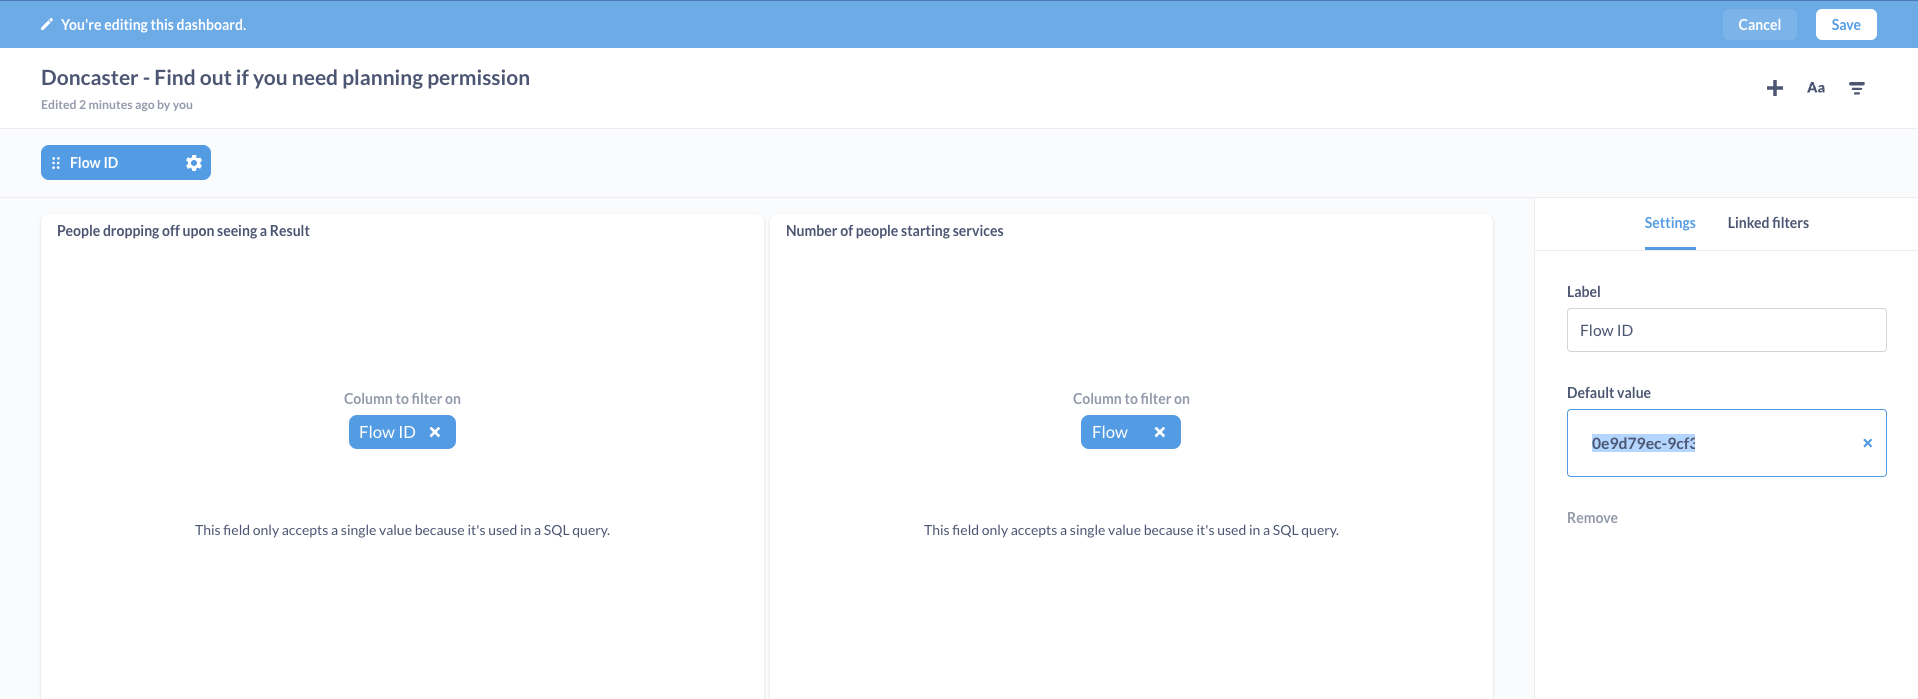 You're editing this dashboard.
Cancel
Save
Doncaster - Find out if you need planning permission
Edited 2 minutes ago by you
Aa
Flow ID
People dropping off upon seeing a Result
Column to filter on
Flow ID
This field only accepts a single value because it's used in a SQL query.
Number of people starting services
Column to filter on
Flow
This field only accepts a single value because it's used in a SQL query.
Settings
Linked filters
Label
Flow ID
Default value
0e9d79ec-9cf3
Remove